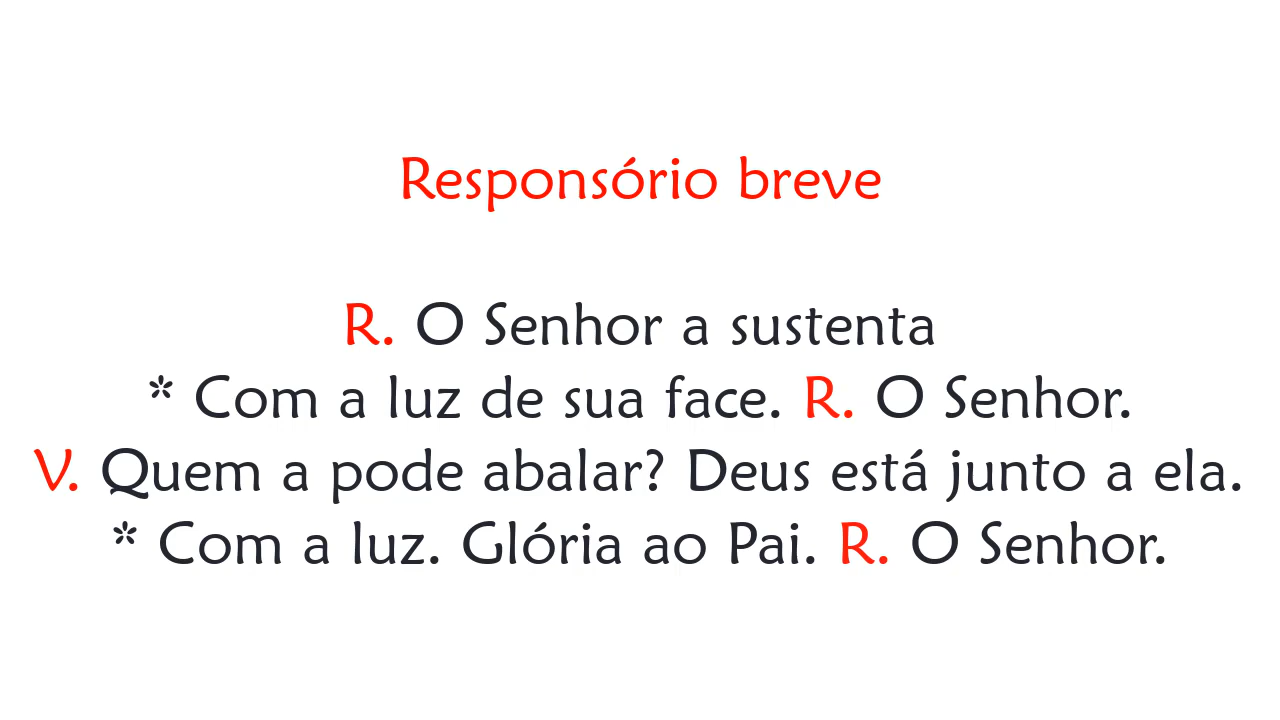 Responsório breve
R. O Senhor a sustenta
* Com a luz de sua face. R. O Senhor.
V. Quem a pode abalar? Deus está junto a ela.
* Com a luz. Glória ao Pai. R. O Senhor.